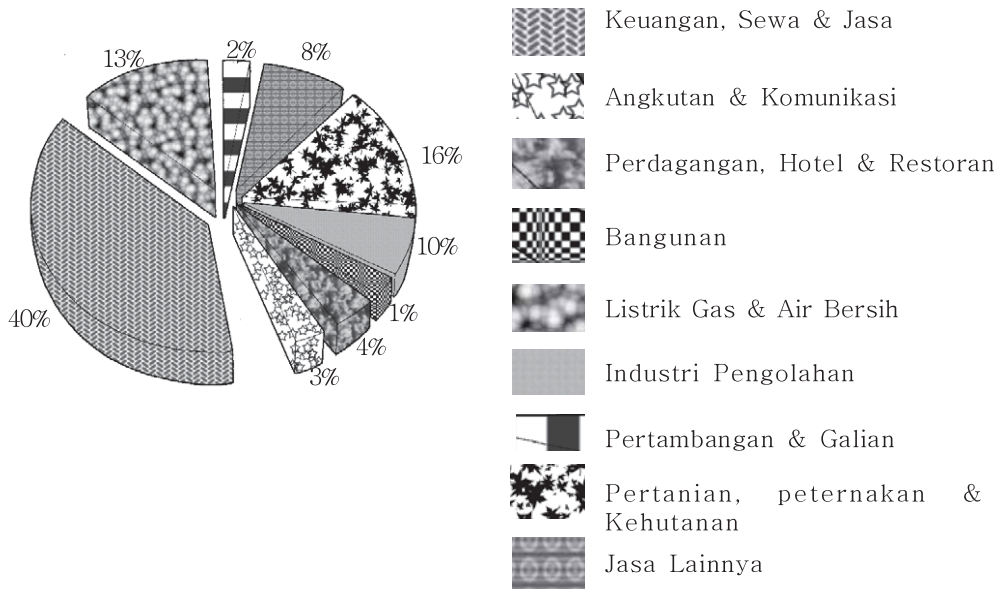 2%
8%
13%
16%
10%
1%
4%
3%
40%
Keuangan, Sewa & Jasa
Angkutan & Komunikasi
Perdagangan, Hotel & Restoran
Bangunan
Listrik Gas & Air Bersih
Industri Pengolahan
Pertambangan & Galian
Pertanian, peternakan &
Kehutanan
Jasa Lainnya